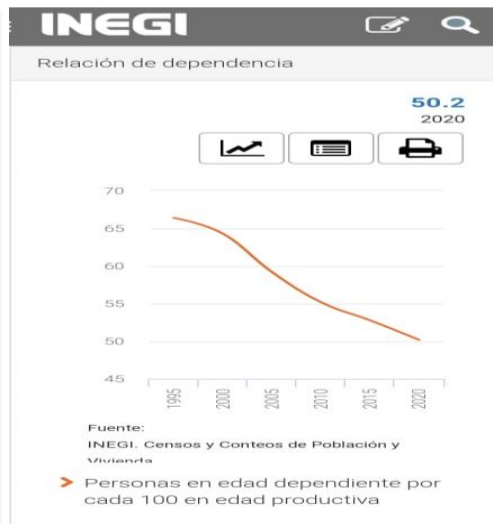 INEGI
Relación de dependencia
50.2
2020
70
65
60
55
50
45
1995 2000 2005 2010 2015 2020
Fuente:
INEGI. Censos y Conteos de Población y
Vivienda
Personas en edad dependiente por
cada 100 en edad productiva